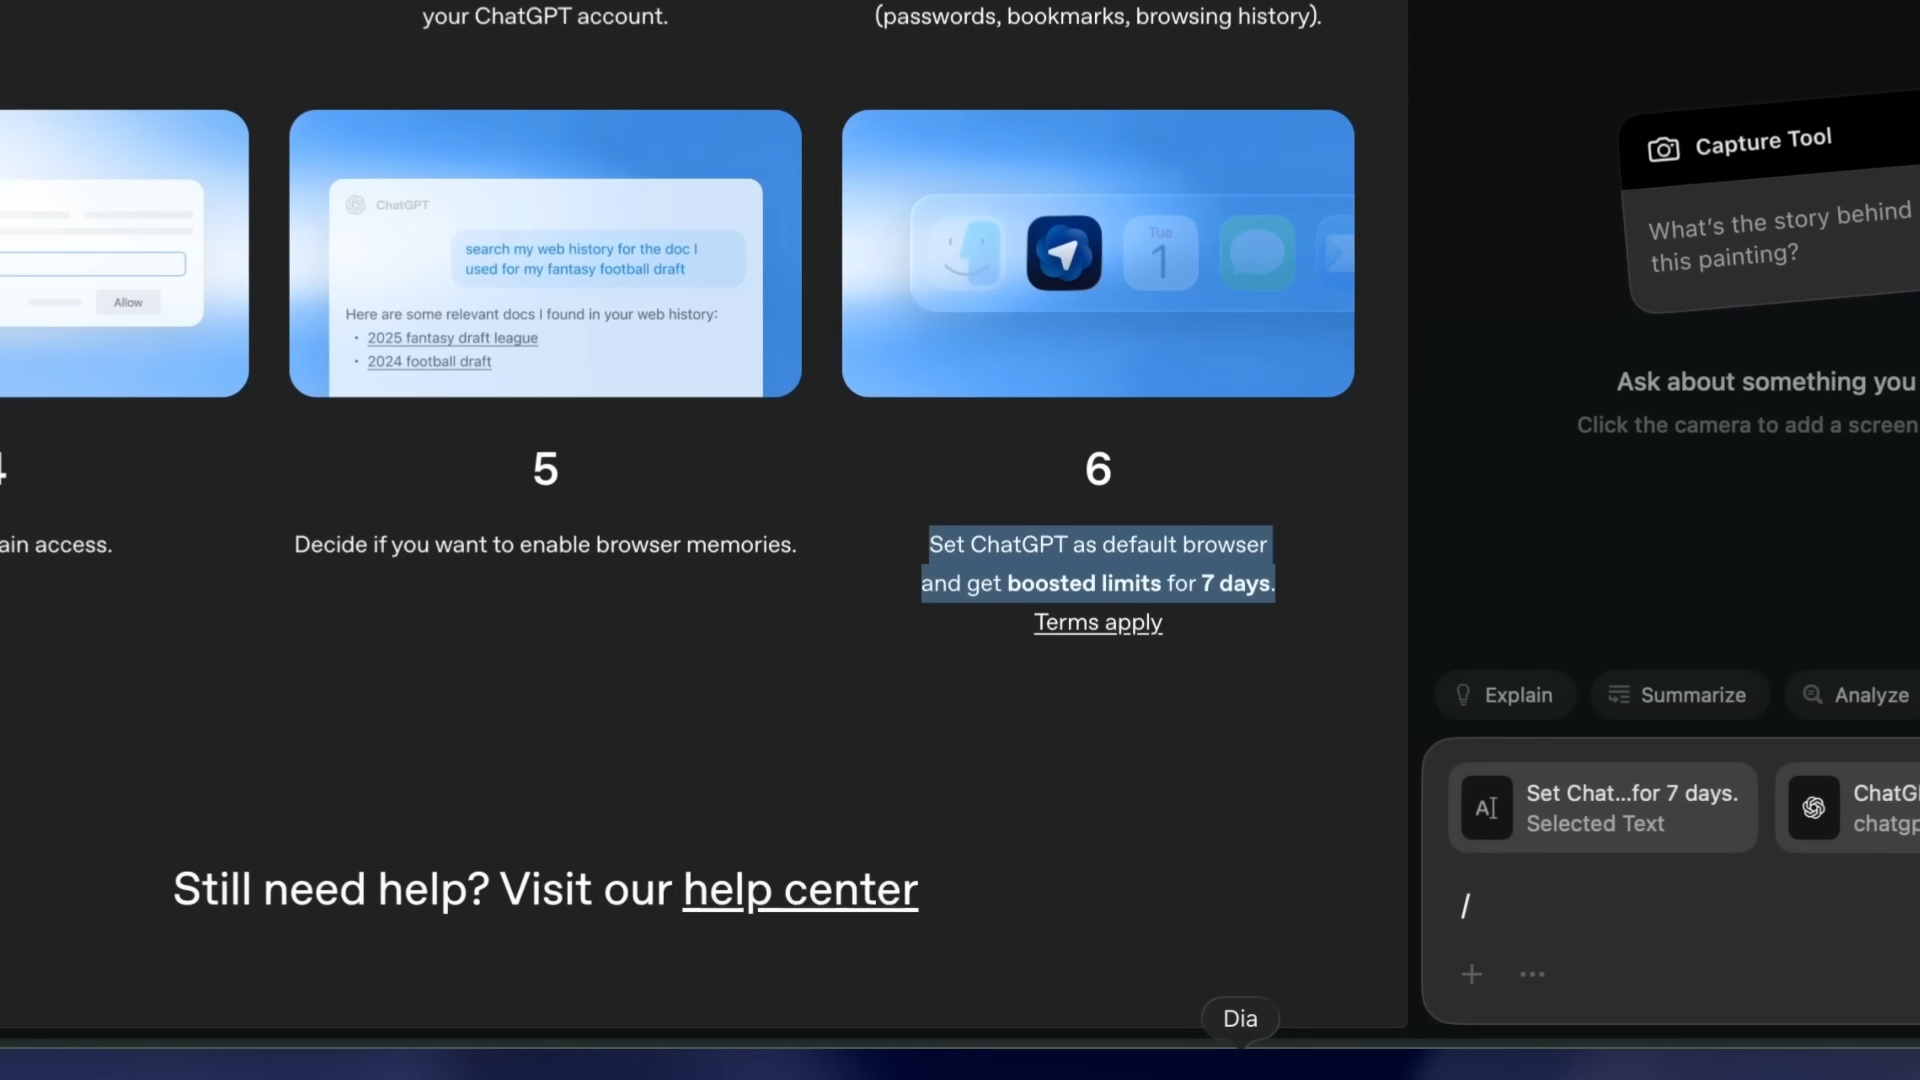 your ChatGPT account.
(passwords, bookmarks, browsing history).
Allow
ChatGPT
search my web history for the doc I
used for my fantasy football draft
Here are some relevant docs I found in your web history:
• 2025 fantasy draft league
• 2024 football draft
Tue
1
5
6
ain access.
Decide if you want to enable browser memories.
Set ChatGPT as default browser
and get boosted limits for 7 days.
Terms apply
Still need help? Visit our help center
Capture Tool
What's the story behind
this painting?
Ask about something you
Click the camera to add a screen
Explain
Summarize
Analyze
A
Set Chat...for 7 days.
Selected Text
ChatG
chatgp
/
Dia